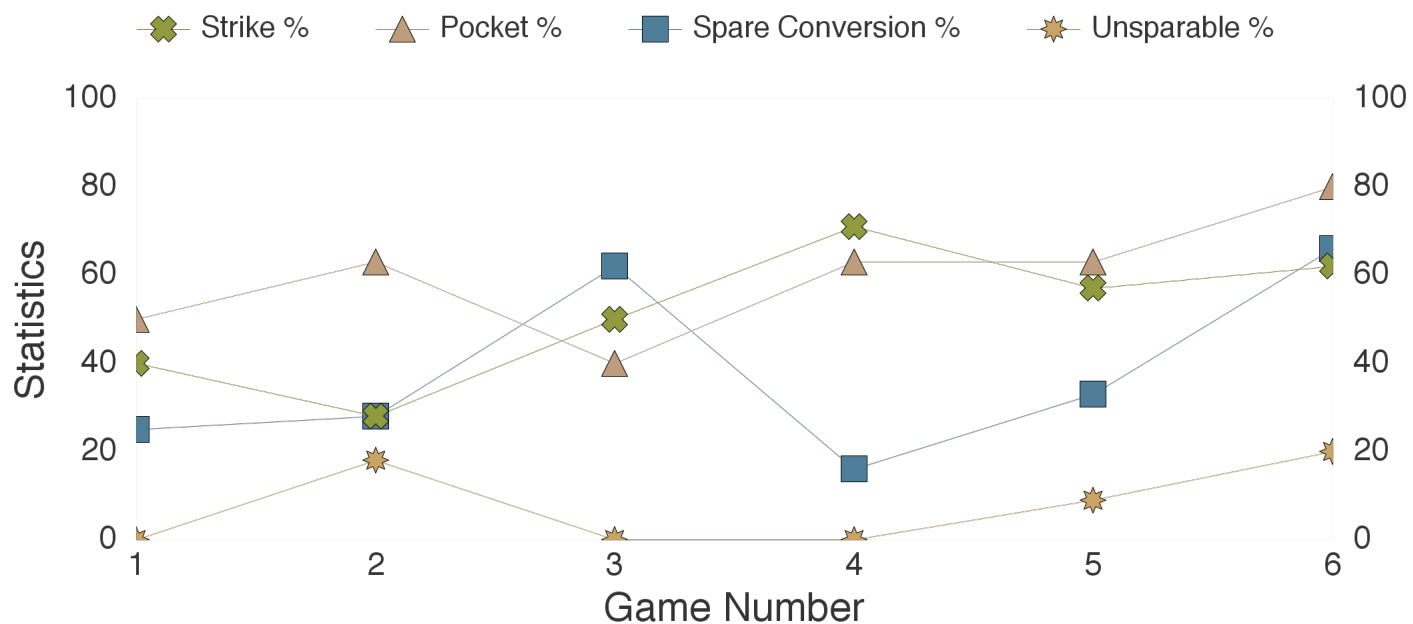 Strike % Pocket % Spare Conversion % Unsparable %
100 100
80 80
60 60
40 40
20 20
0 0
Statistics
1 2 3 4 5 6
Game Number